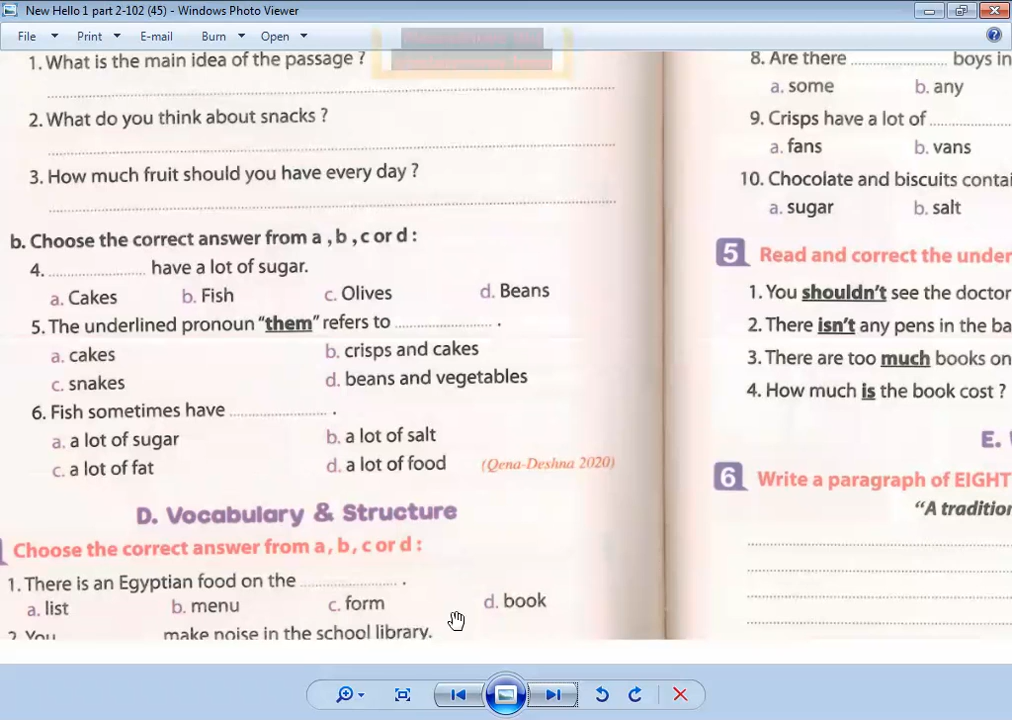 New Hello 1 part 2-102 (45) - Windows Photo Viewer
File Print E-mail Burn Open
1. What is the main idea of the passage ?
2. What do you think about snacks ?
3. How much fruit should you have every day ?
b. Choose the correct answer from a , b , c or d :
4. .......................... have a lot of sugar.
a. Cakes b. Fish c. Olives d. Beans
5. The underlined pronoun “them” refers to .......................... .
a. cakes b. crisps and cakes
c. snakes d. beans and vegetables
6. Fish sometimes have .......................... .
a. a lot of sugar b. a lot of salt
c. a lot of fat d. a lot of food (Qena-Deshna 2020)
D. Vocabulary & Structure
Choose the correct answer from a, b, c or d :
1. There is an Egyptian food on the .......................... .
a. list b. menu c. form d. book
2. You make noise in the school library.
8. Are there .......................... boys in
a. some b. any
9. Crisps have a lot of ....................
a. fans b. vans
10. Chocolate and biscuits contai
a. sugar b. salt
5 Read and correct the under
1. You shouldn't see the doctor
2. There isn't any pens in the ba
3. There are too much books on
4. How much is the book cost ?
E.
6 Write a paragraph of EIGHT
“A tradition